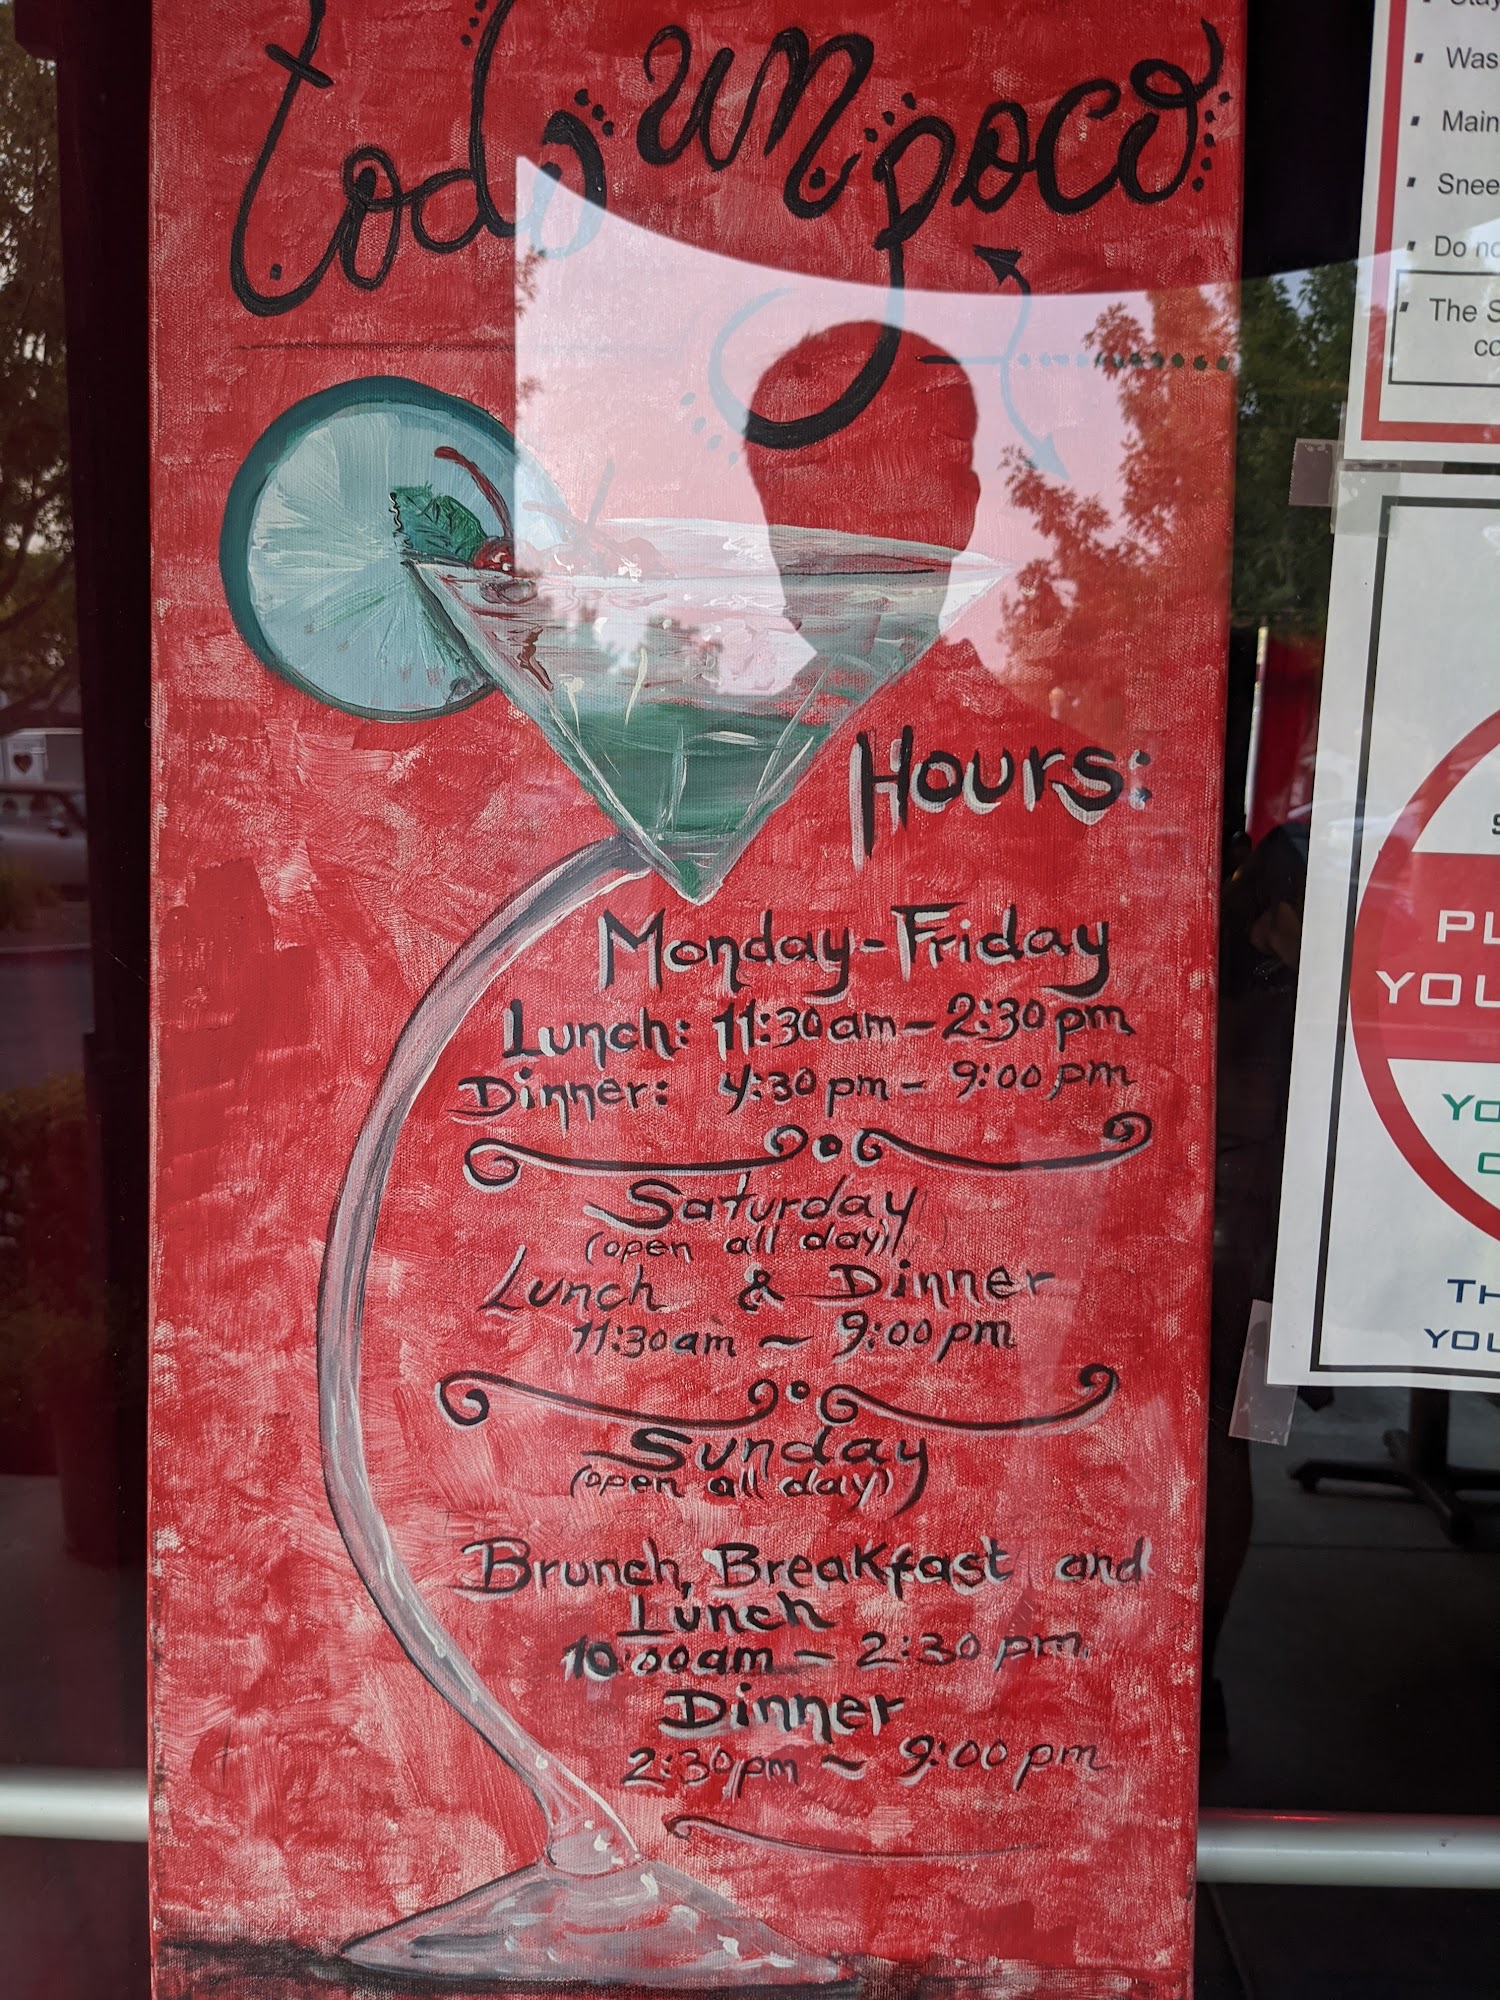 todo un poco
Hours:
Monday-Friday
Lunch: 11:30am – 2:30pm
Dinner: 4:30pm – 9:00pm
Saturday
(open all day)
Lunch & Dinner
11:30am ~ 9:00pm
Sunday
(open all day)
Brunch, Breakfast and
Lunch
10:00am – 2:30pm
Dinner
2:30pm ~ 9:00pm
Do
The